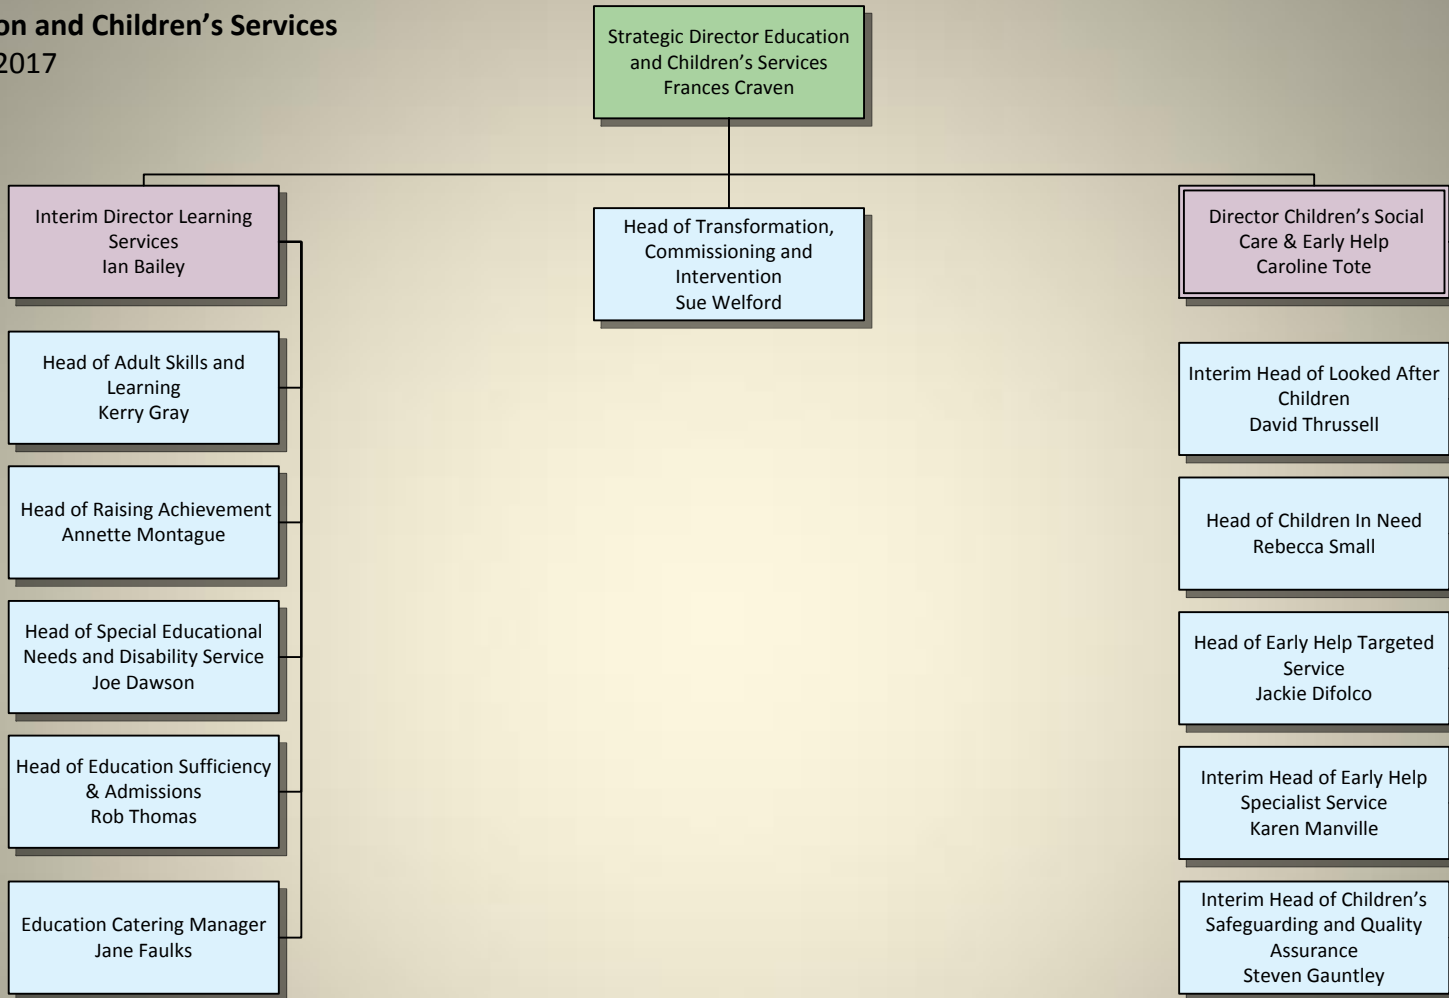 on and Children's Services
2017
Strategic Director Education
and Children's Services
Frances Craven
Interim Director Learning
Services
Ian Bailey
Head of Transformation,
Commissioning and
Intervention
Sue Welford
Director Children's Social
Care & Early Help
Caroline Tote
Head of Adult Skills and
Learning
Kerry Gray
Head of Raising Achievement
Annette Montague
Head of Special Educational
Needs and Disability Service
Joe Dawson
Head of Education Sufficiency
& Admissions
Rob Thomas
Education Catering Manager
Jane Faulks
Interim Head of Looked After
Children
David Thrussell
Head of Children In Need
Rebecca Small
Head of Early Help Targeted
Service
Jackie Difolco
Interim Head of Early Help
Specialist Service
Karen Manville
Interim Head of Children's
Safeguarding and Quality
Assurance
Steven Gauntley